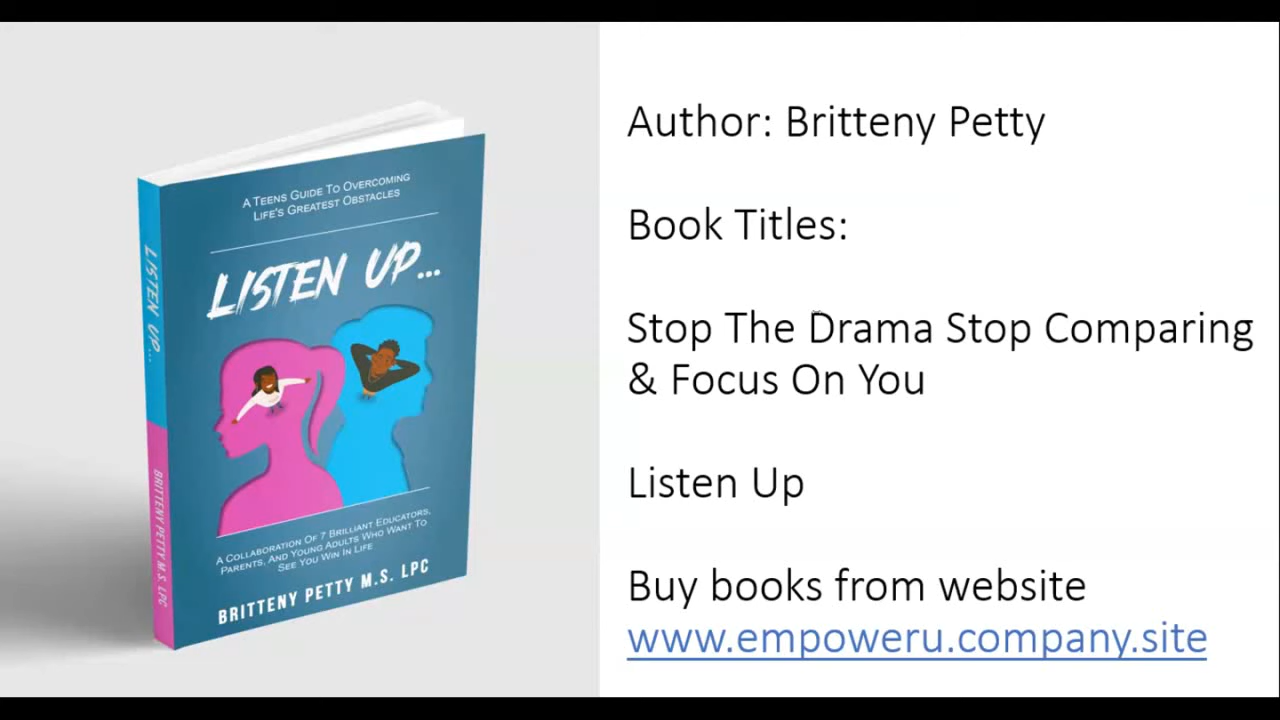 A TEENS GUIDE TO OVERCOMING
LIFE'S GREATEST OBSTACLES
LISTEN UP...
A COLLABORATION OF 7 BRILLIANT EDUCATORS,
PARENTS, AND YOUNG ADULTS WHO WANT TO
SEE YOU WIN IN LIFE
BRITTENY PETTY M.S. LPC
LISTEN UP...
BRITTENY PETTY M.S. LPC
Author: Britteny Petty
Book Titles:
Stop The Drama Stop Comparing
& Focus On You
Listen Up
Buy books from website
www.empoweru.company.site